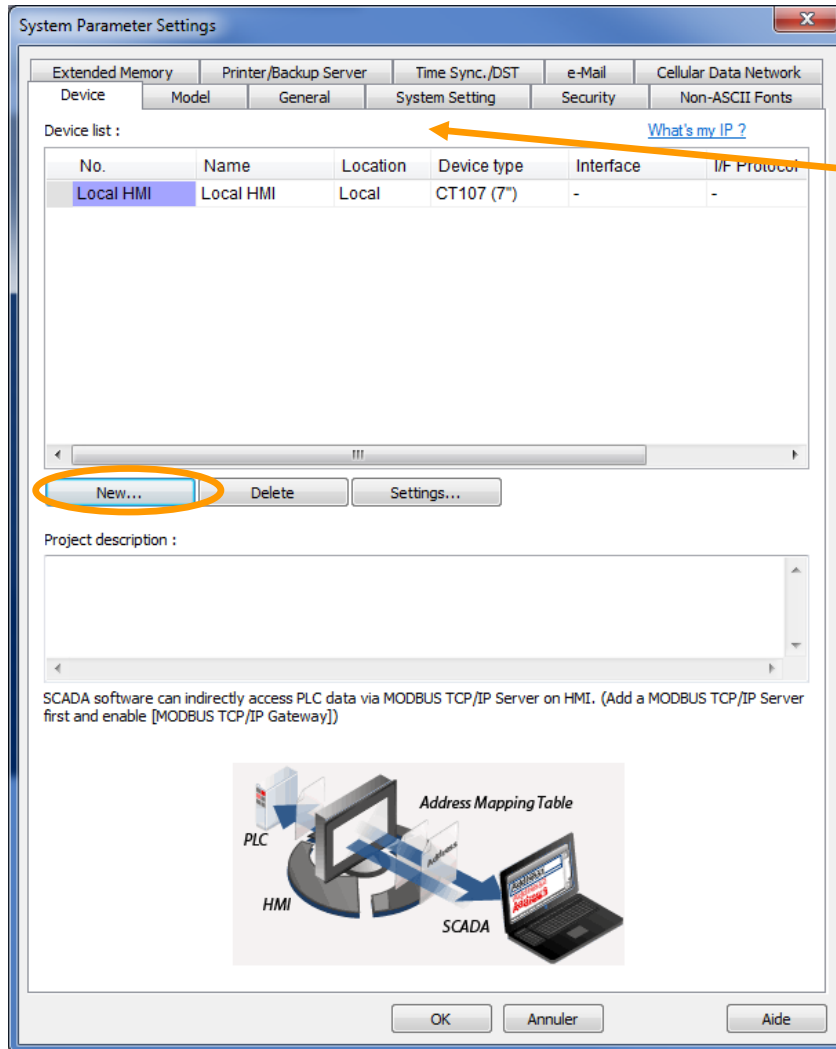 System Parameter Settings
Extended Memory Printer/Backup Server Time Sync./DST e-Mail Cellular Data Network
Device Model General System Setting Security Non-ASCII Fonts
Device list : What's my IP ?
No. Name Location Device type Interface I/F Protocol
Local HMI Local HMI Local CT107 (7") - -
New... Delete Settings...
Project description :
SCADA software can indirectly access PLC data via MODBUS TCP/IP Server on HMI. (Add a MODBUS TCP/IP Server
first and enable [MODBUS TCP/IP Gateway])
Address Mapping Table
PLC
Address
HMI
SCADA
OK Annuler Aide